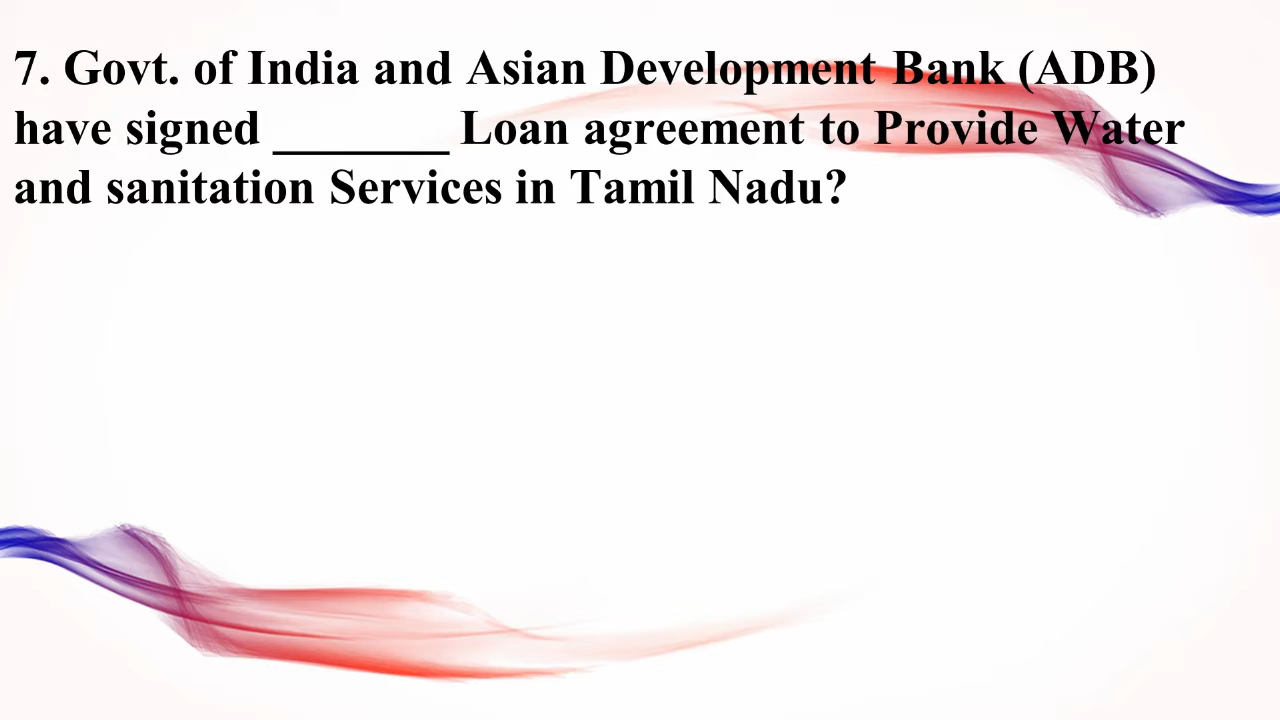 7. Govt. of India and Asian Development Bank (ADB)
have signed _______ Loan agreement to Provide Water
and sanitation Services in Tamil Nadu?